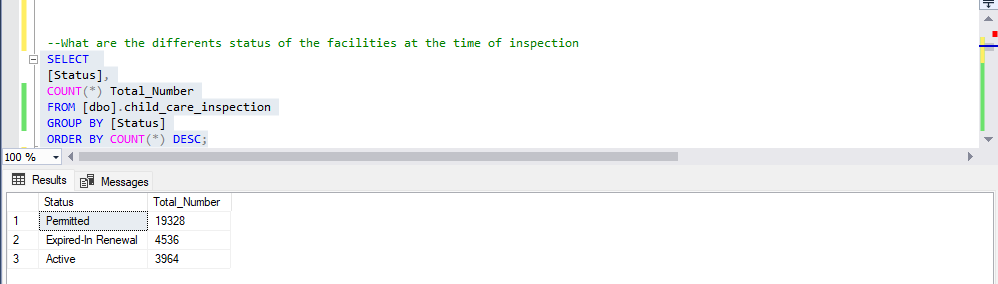 --What are the differents status of the facilities at the time of inspection
SELECT
[Status],
COUNT(*) Total_Number
FROM [dbo].child_care_inspection
GROUP BY [Status]
ORDER BY COUNT(*) DESC;
100 %
Results Messages
Status Total_Number
1 Permitted 19328
2 Expired-In Renewal 4536
3 Active 3964